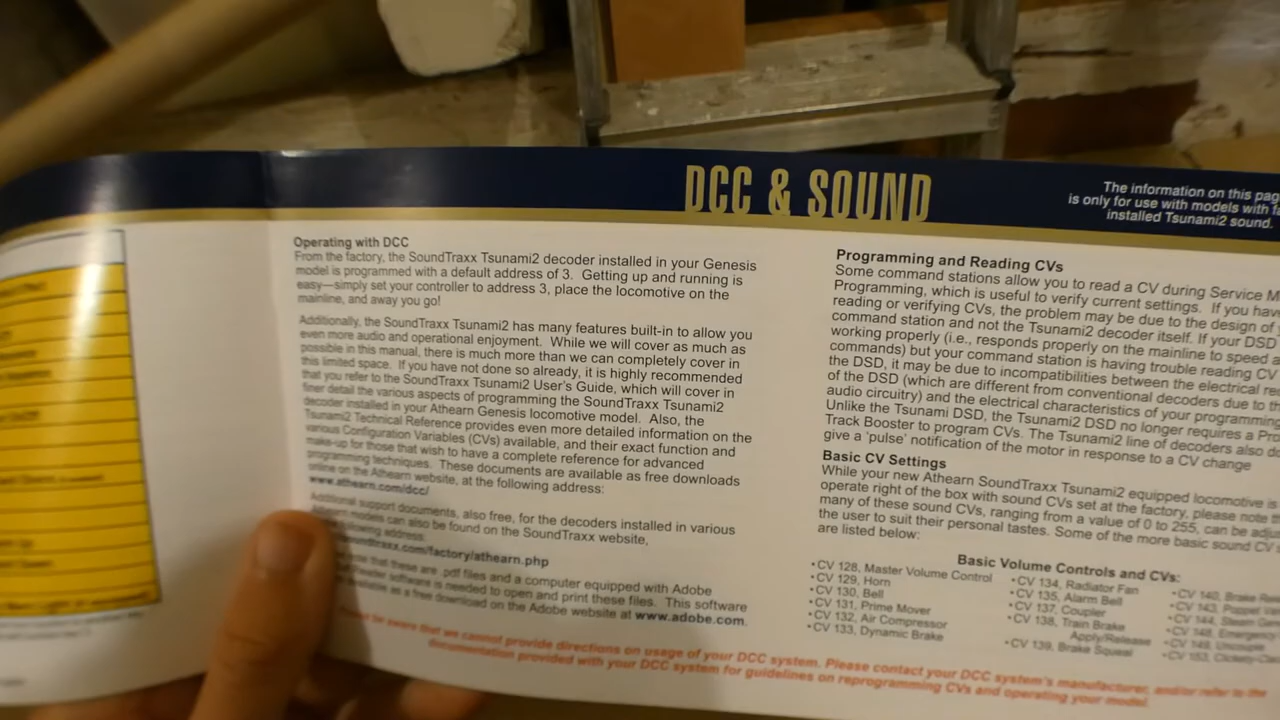 DCC & SOUND
The information on this pag
is only for use with models with f
installed Tsunami2 sound.
Operating with DCC
From the factory, the SoundTraxx Tsunami2 decoder installed in your Genesis
model is programmed with a default address of 3. Getting up and running is
easy—simply set your controller to address 3, place the locomotive on the
mainline, and away you go!
Additionally, the SoundTraxx Tsunami2 has many features built-in to allow you
even more audio and operational enjoyment. While we will cover as much as
possible in this manual, there is much more than we can completely cover in
this limited space. If you have not done so already, it is highly recommended
that you refer to the SoundTraxx Tsunami2 User's Guide, which will cover in
finer detail the various aspects of programming the SoundTraxx Tsunami2
decoder installed in your Athearn Genesis locomotive model. Also, the
Tsunami2 Technical Reference provides even more detailed information on the
various Configuration Variables (CVs) available, and their exact function and
make-up for those that wish to have a complete reference for advanced
programming techniques. These documents are available as free downloads
online on the Athearn website, at the following address:
www.athearn.com/dcc/
Additional support documents, also free, for the decoders installed in various
Athearn models can also be found on the SoundTraxx website,
following address:
soundtraxx.com/factory/athearn.php
that these are .pdf files and a computer equipped with Adobe
Reader software is needed to open and print these files. This software
available as a free download on the Adobe website at www.adobe.com.
Programming and Reading CVs
Some command stations allow you to read a CV during Service M
Programming, which is useful to verify current settings. If you have
reading or verifying CVs, the problem may be due to the design of
command station and not the Tsunami2 decoder itself. If your DSD
working properly (i.e., responds properly on the mainline to speed a
commands) but your command station is having trouble reading CV
the DSD, it may be due to incompatibilities between the electrical re
of the DSD (which are different from conventional decoders due to th
audio circuitry) and the electrical characteristics of your programming
Unlike the Tsunami DSD, the Tsunami2 DSD no longer requires a Pro
Track Booster to program CVs. The Tsunami2 line of decoders also do
give a 'pulse' notification of the motor in response to a CV change
Basic CV Settings
While your new Athearn SoundTraxx Tsunami2 equipped locomotive is
operate right of the box with sound CVs set at the factory, please note t
many of these sound CVs, ranging from a value of 0 to 255, can be adju
the user to suit their personal tastes. Some of the more basic sound CV
are listed below:
Basic Volume Controls and CVs:
•CV 128, Master Volume Control
•CV 129, Horn
•CV 130, Bell
•CV 131, Prime Mover
•CV 132, Air Compressor
•CV 133, Dynamic Brake
•CV 134, Radiator Fan
•CV 135, Alarm Bell
•CV 137, Coupler
•CV 138, Train Brake
Apply/Release
•CV 139, Brake Squeal
•CV 140, Brake Rele
•CV 143, Poppet Va
•CV 144, Steam Gen
•CV 148, Emergency
•CV 149, Uncouple
•CV 153, Clickety-Cla
be aware that we cannot provide directions on usage of your DCC system. Please contact your DCC system's manufacturer, and/or refer to the
documentation provided with your DCC system for guidelines on reprogramming CVs and operating your model.